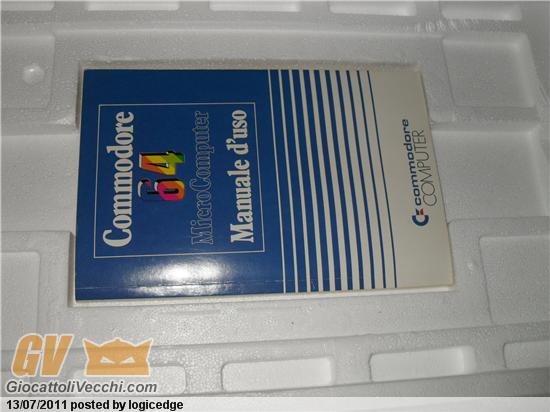 Commodore
64
MicroComputer
Manuale d'uso
commodore
COMPUTER
GV
GiocattoliVecchi.com
13/07/2011 posted by logicedge